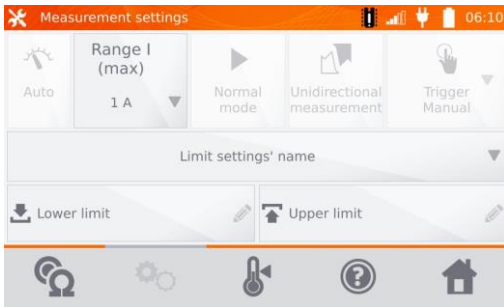 Measurement settings
06:10
Range I
(max)
1 A
Auto
Normal
mode
Unidirectional
measurement
Trigger
Manual
Limit settings' name
Lower limit
Upper limit